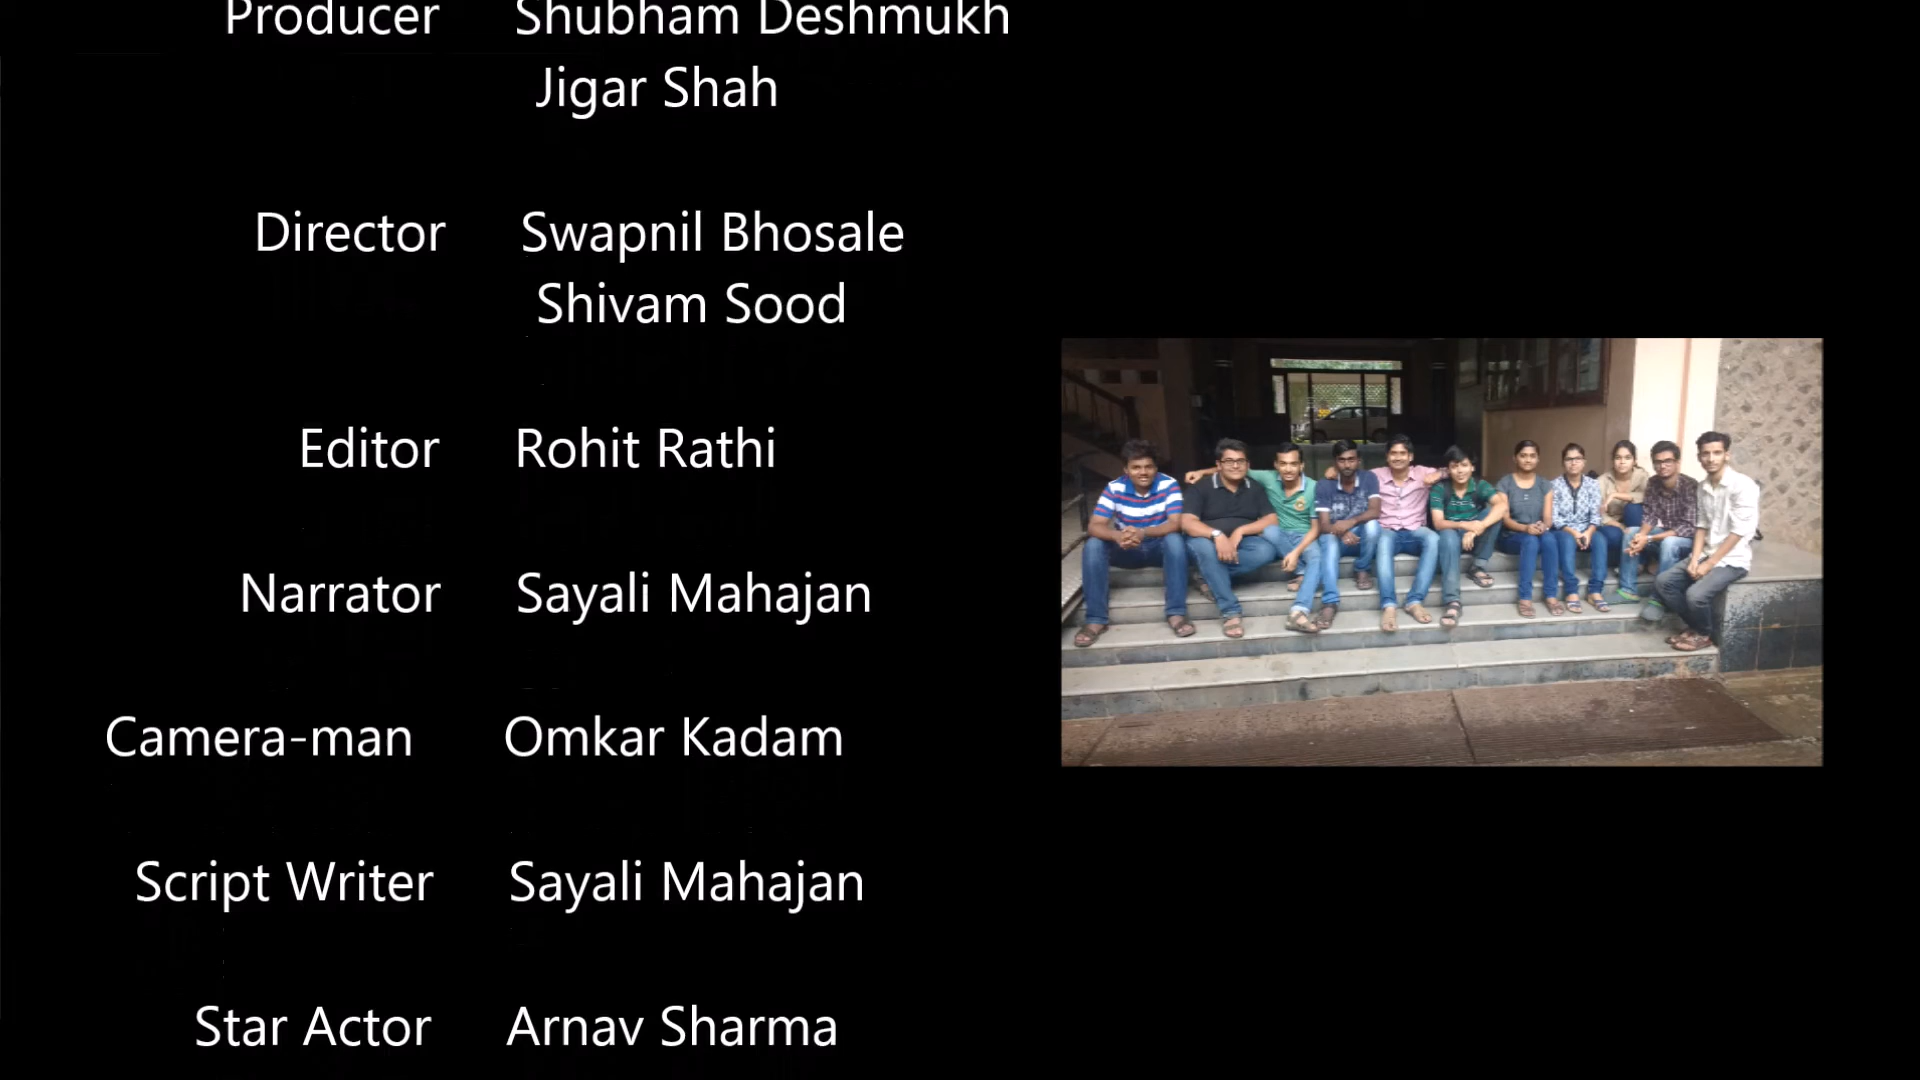 Producer Shubham Deshmukh
Jigar Shah
Director Swapnil Bhosale
Shivam Sood
Editor Rohit Rathi
Narrator Sayali Mahajan
Camera-man Omkar Kadam
Script Writer Sayali Mahajan
Star Actor Arnav Sharma